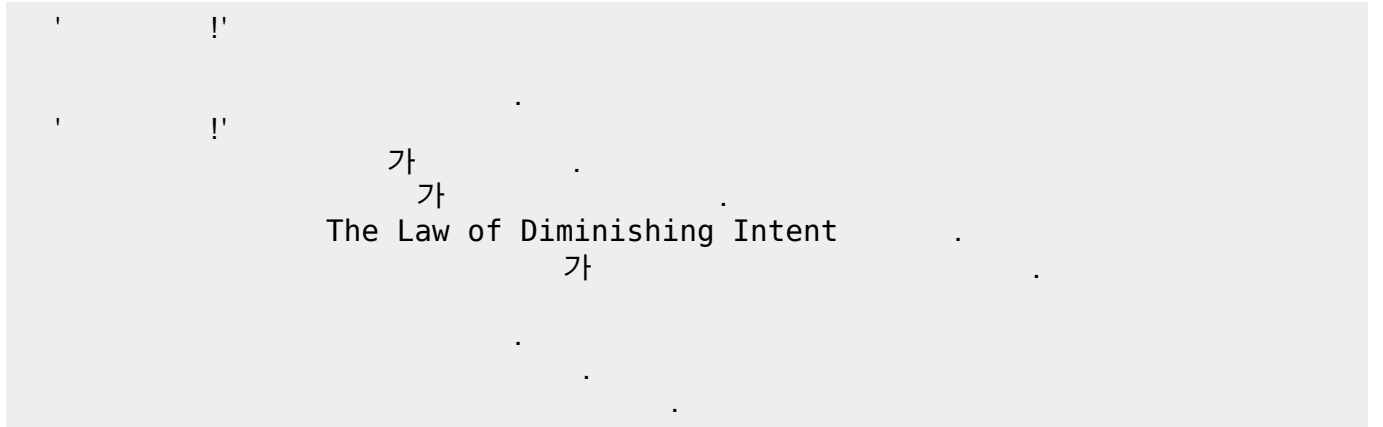 ' !'
.
' !'
가 .
가 .
The Law of Diminishing Intent .
가 .
.
.
.